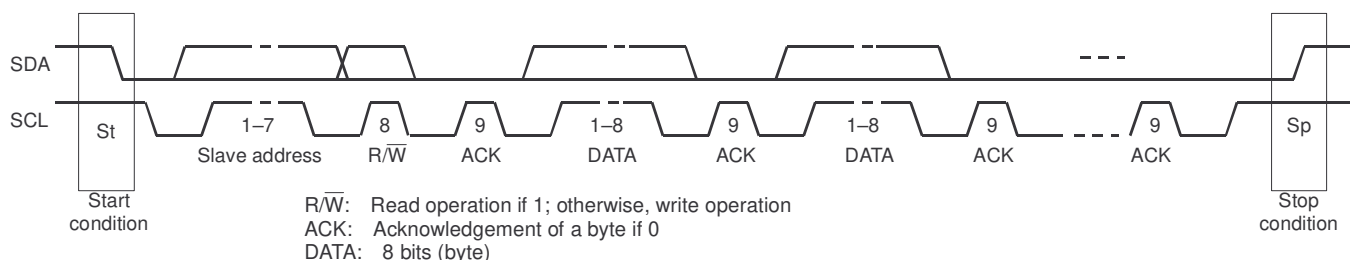 SDA
SCL
St
1–7
8
9
1–8
9
1–8
9
9
Sp
Slave address
R/W̅
ACK
DATA
ACK
DATA
ACK
ACK
Start
condition
Stop
condition
R/W̅: Read operation if 1; otherwise, write operation
ACK: Acknowledgement of a byte if 0
DATA: 8 bits (byte)